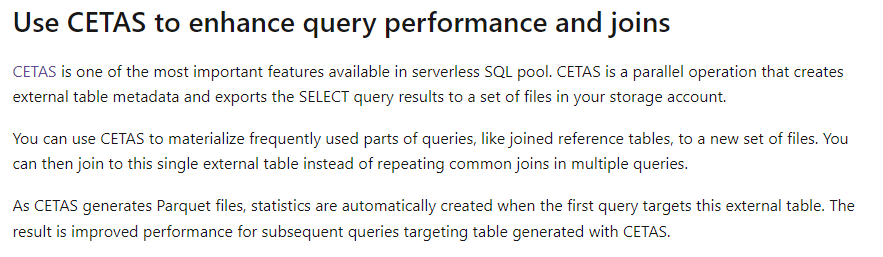 Use CETAS to enhance query performance and joins
CETAS is one of the most important features available in serverless SQL pool. CETAS is a parallel operation that creates
external table metadata and exports the SELECT query results to a set of files in your storage account.
You can use CETAS to materialize frequently used parts of queries, like joined reference tables, to a new set of files. You
can then join to this single external table instead of repeating common joins in multiple queries.
As CETAS generates Parquet files, statistics are automatically created when the first query targets this external table. The
result is improved performance for subsequent queries targeting table generated with CETAS.